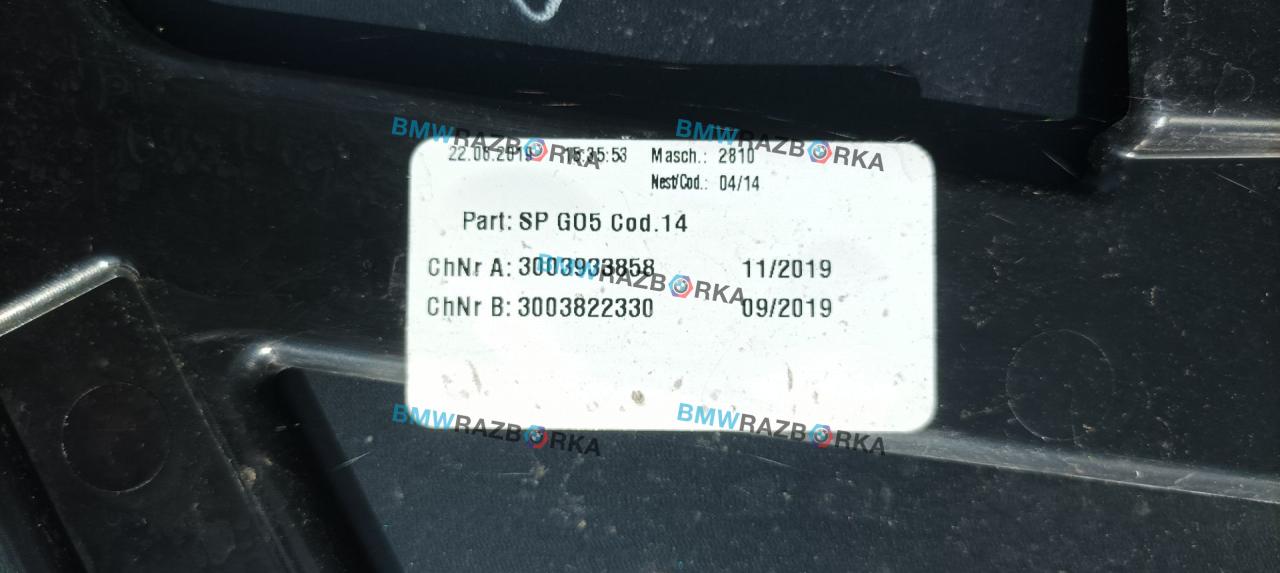 BMWRAZBORKA BMWRAZBORKA
22.08.2019 15:35:53 Masch.: 2810
Nest/Cod.: 04/14
Part: SP G05 Cod.14
ChNr A: 3003933858 11/2019
BMWRAZBORKA
ChNr B: 3003822330 09/2019
BMWRAZBORKA BMWRAZBORKA